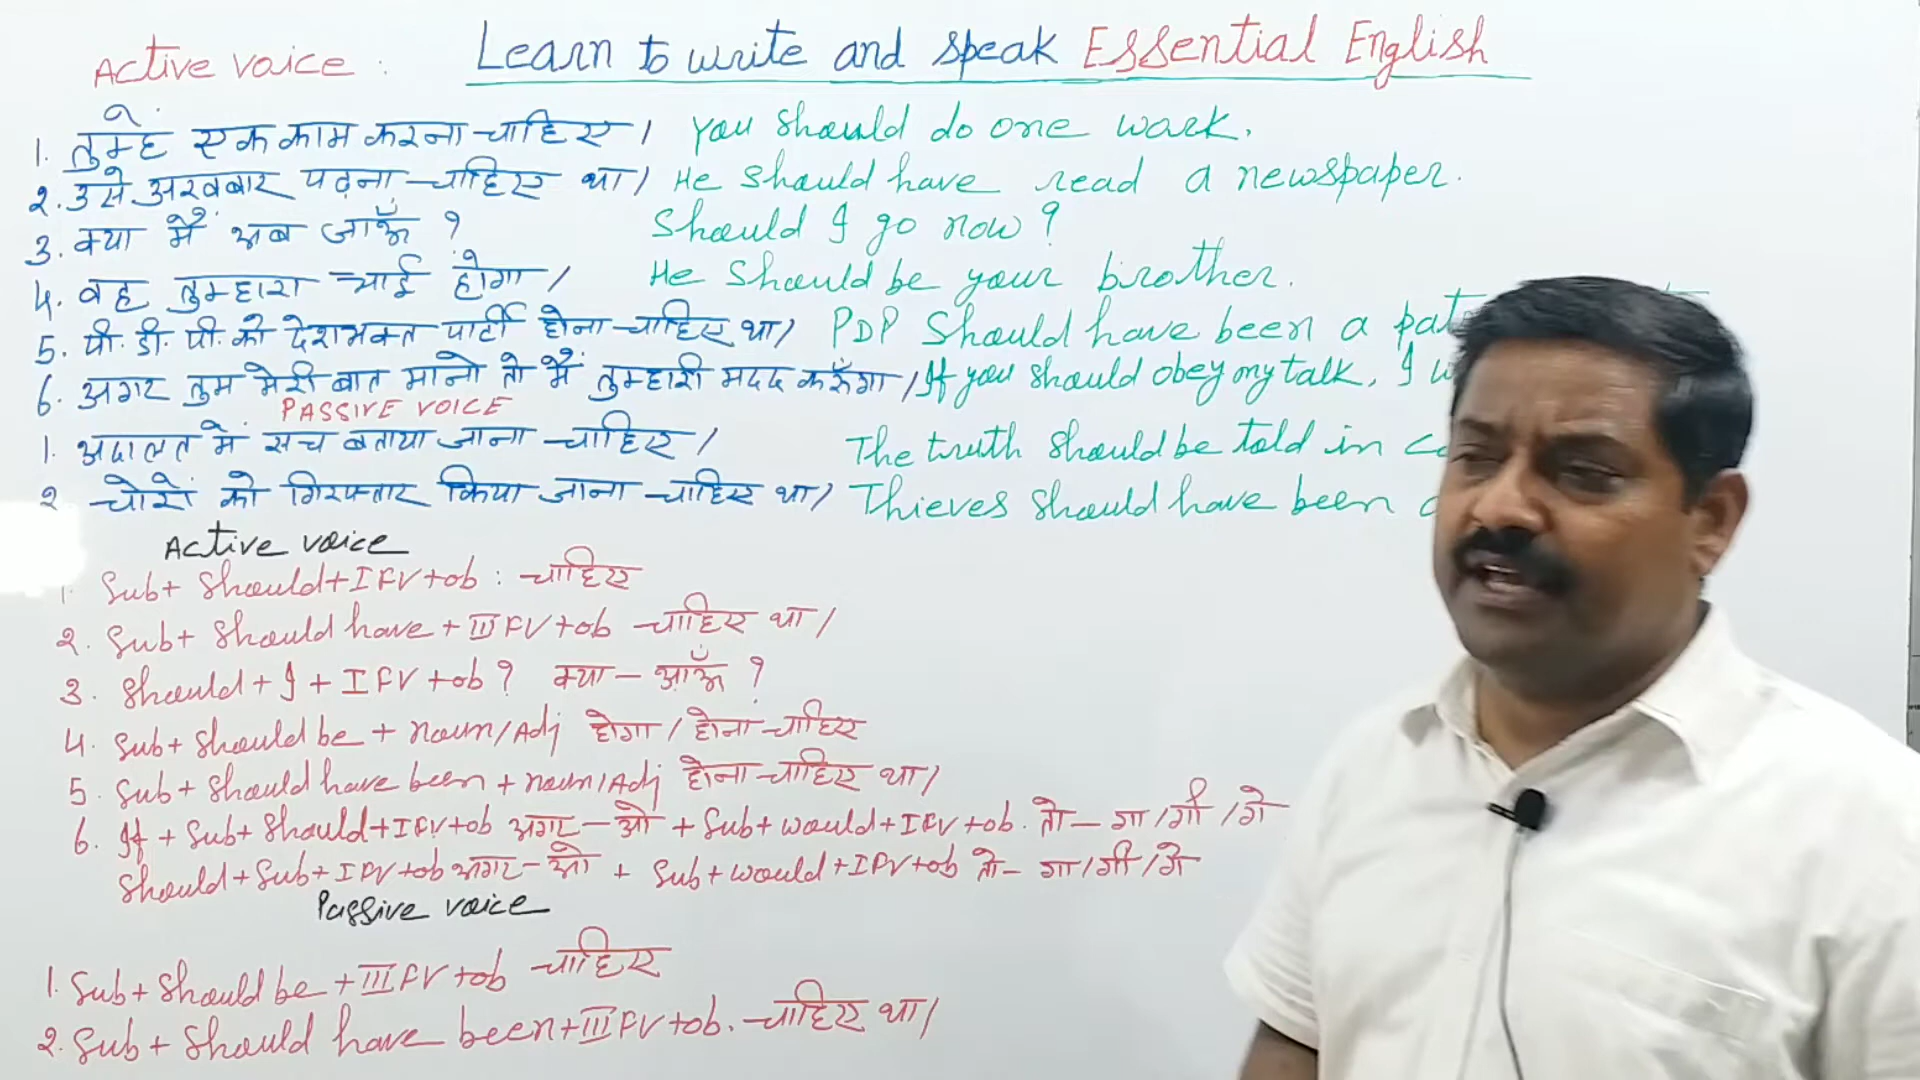 Active voice : Learn to write and speak Essential English
1. तुम्हें एक काम करना चाहिए। You should do one work.
2. उसे अखबार पढ़ना चाहिए था। He should have read a newspaper.
3. क्या मैं अब जाऊँ ? Should I go now ?
4. वह तुम्हारा भाई होगा। He should be your brother.
5. पी. डी. पी. को देशभक्त पार्टी होना चाहिए था। PDP should have been a
6. अगर तुम मेरी बात मानो तो मैं तुम्हारी मदद करूँगा। If you should obey my talk, I
PASSIVE VOICE
1. अदालत में सच बताया जाना चाहिए। The truth should be told in
2. चोरों को गिरफ्तार किया जाना चाहिए था। Thieves should have been
Active voice
1. Sub+ should+IFV+ob : चाहिए
2. Sub+ should have + III FV+ob चाहिए था।
3. Should + I + IFV +ob ? क्या - आऊँ ?
4. Sub+ should be + noun/Adj होगा / होना चाहिए
5. Sub+ should have been + noun/Adj होना चाहिए था।
6. If + Sub+ should+IFV+ob अगर - ओ + Sub+ would+IFV+ob. तो - गा/गी/गे
Should+Sub+IFV+ob अगर - ओ + Sub+would+IFV+ob तो - गा/गी/गे
Passive voice
1. Sub+ should be + III FV +ob चाहिए
2. Sub+ should have been+III FV+ob. चाहिए था।